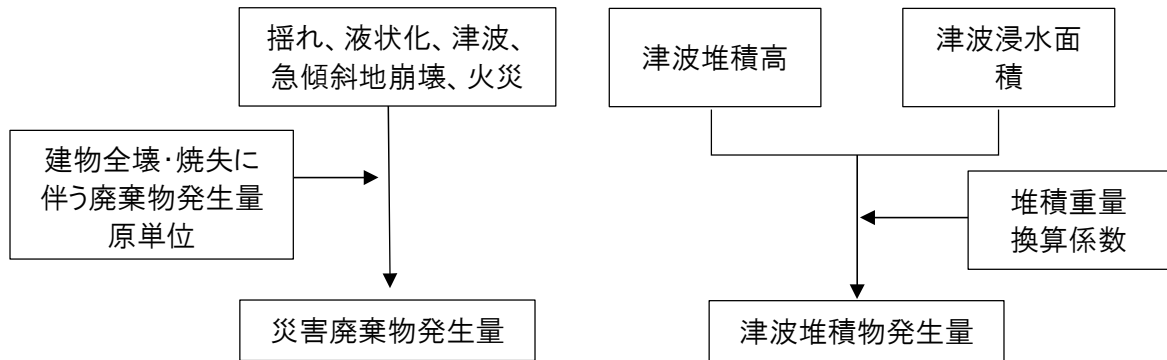 揺れ、液状化、津波、
急傾斜地崩壊、火災
建物全壊・焼失に
伴う廃棄物発生量
原単位
災害廃棄物発生量
津波堆積高
津波浸水面
積
堆積重量
換算係数
津波堆積物発生量